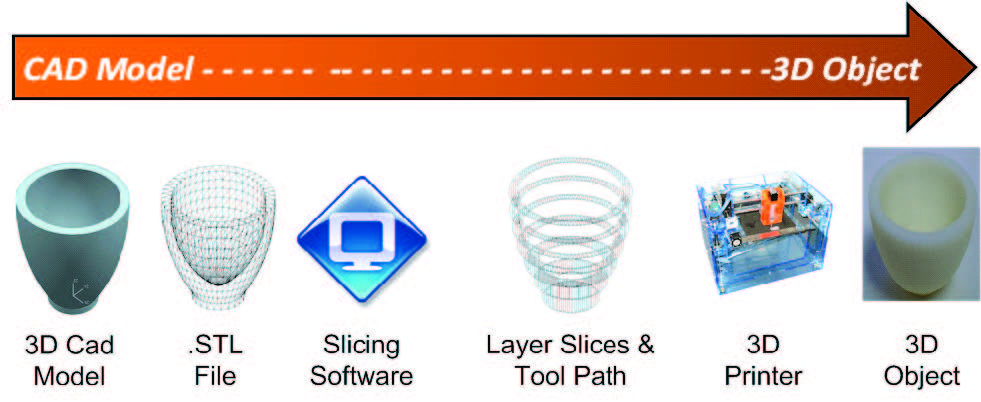 CAD Model - - - - - - -- - - - - - - - - - - - - - - - - - - - - - - -3D Object
3D Cad
Model
.STL
File
Slicing
Software
Layer Slices &
Tool Path
3D
Printer
3D
Object